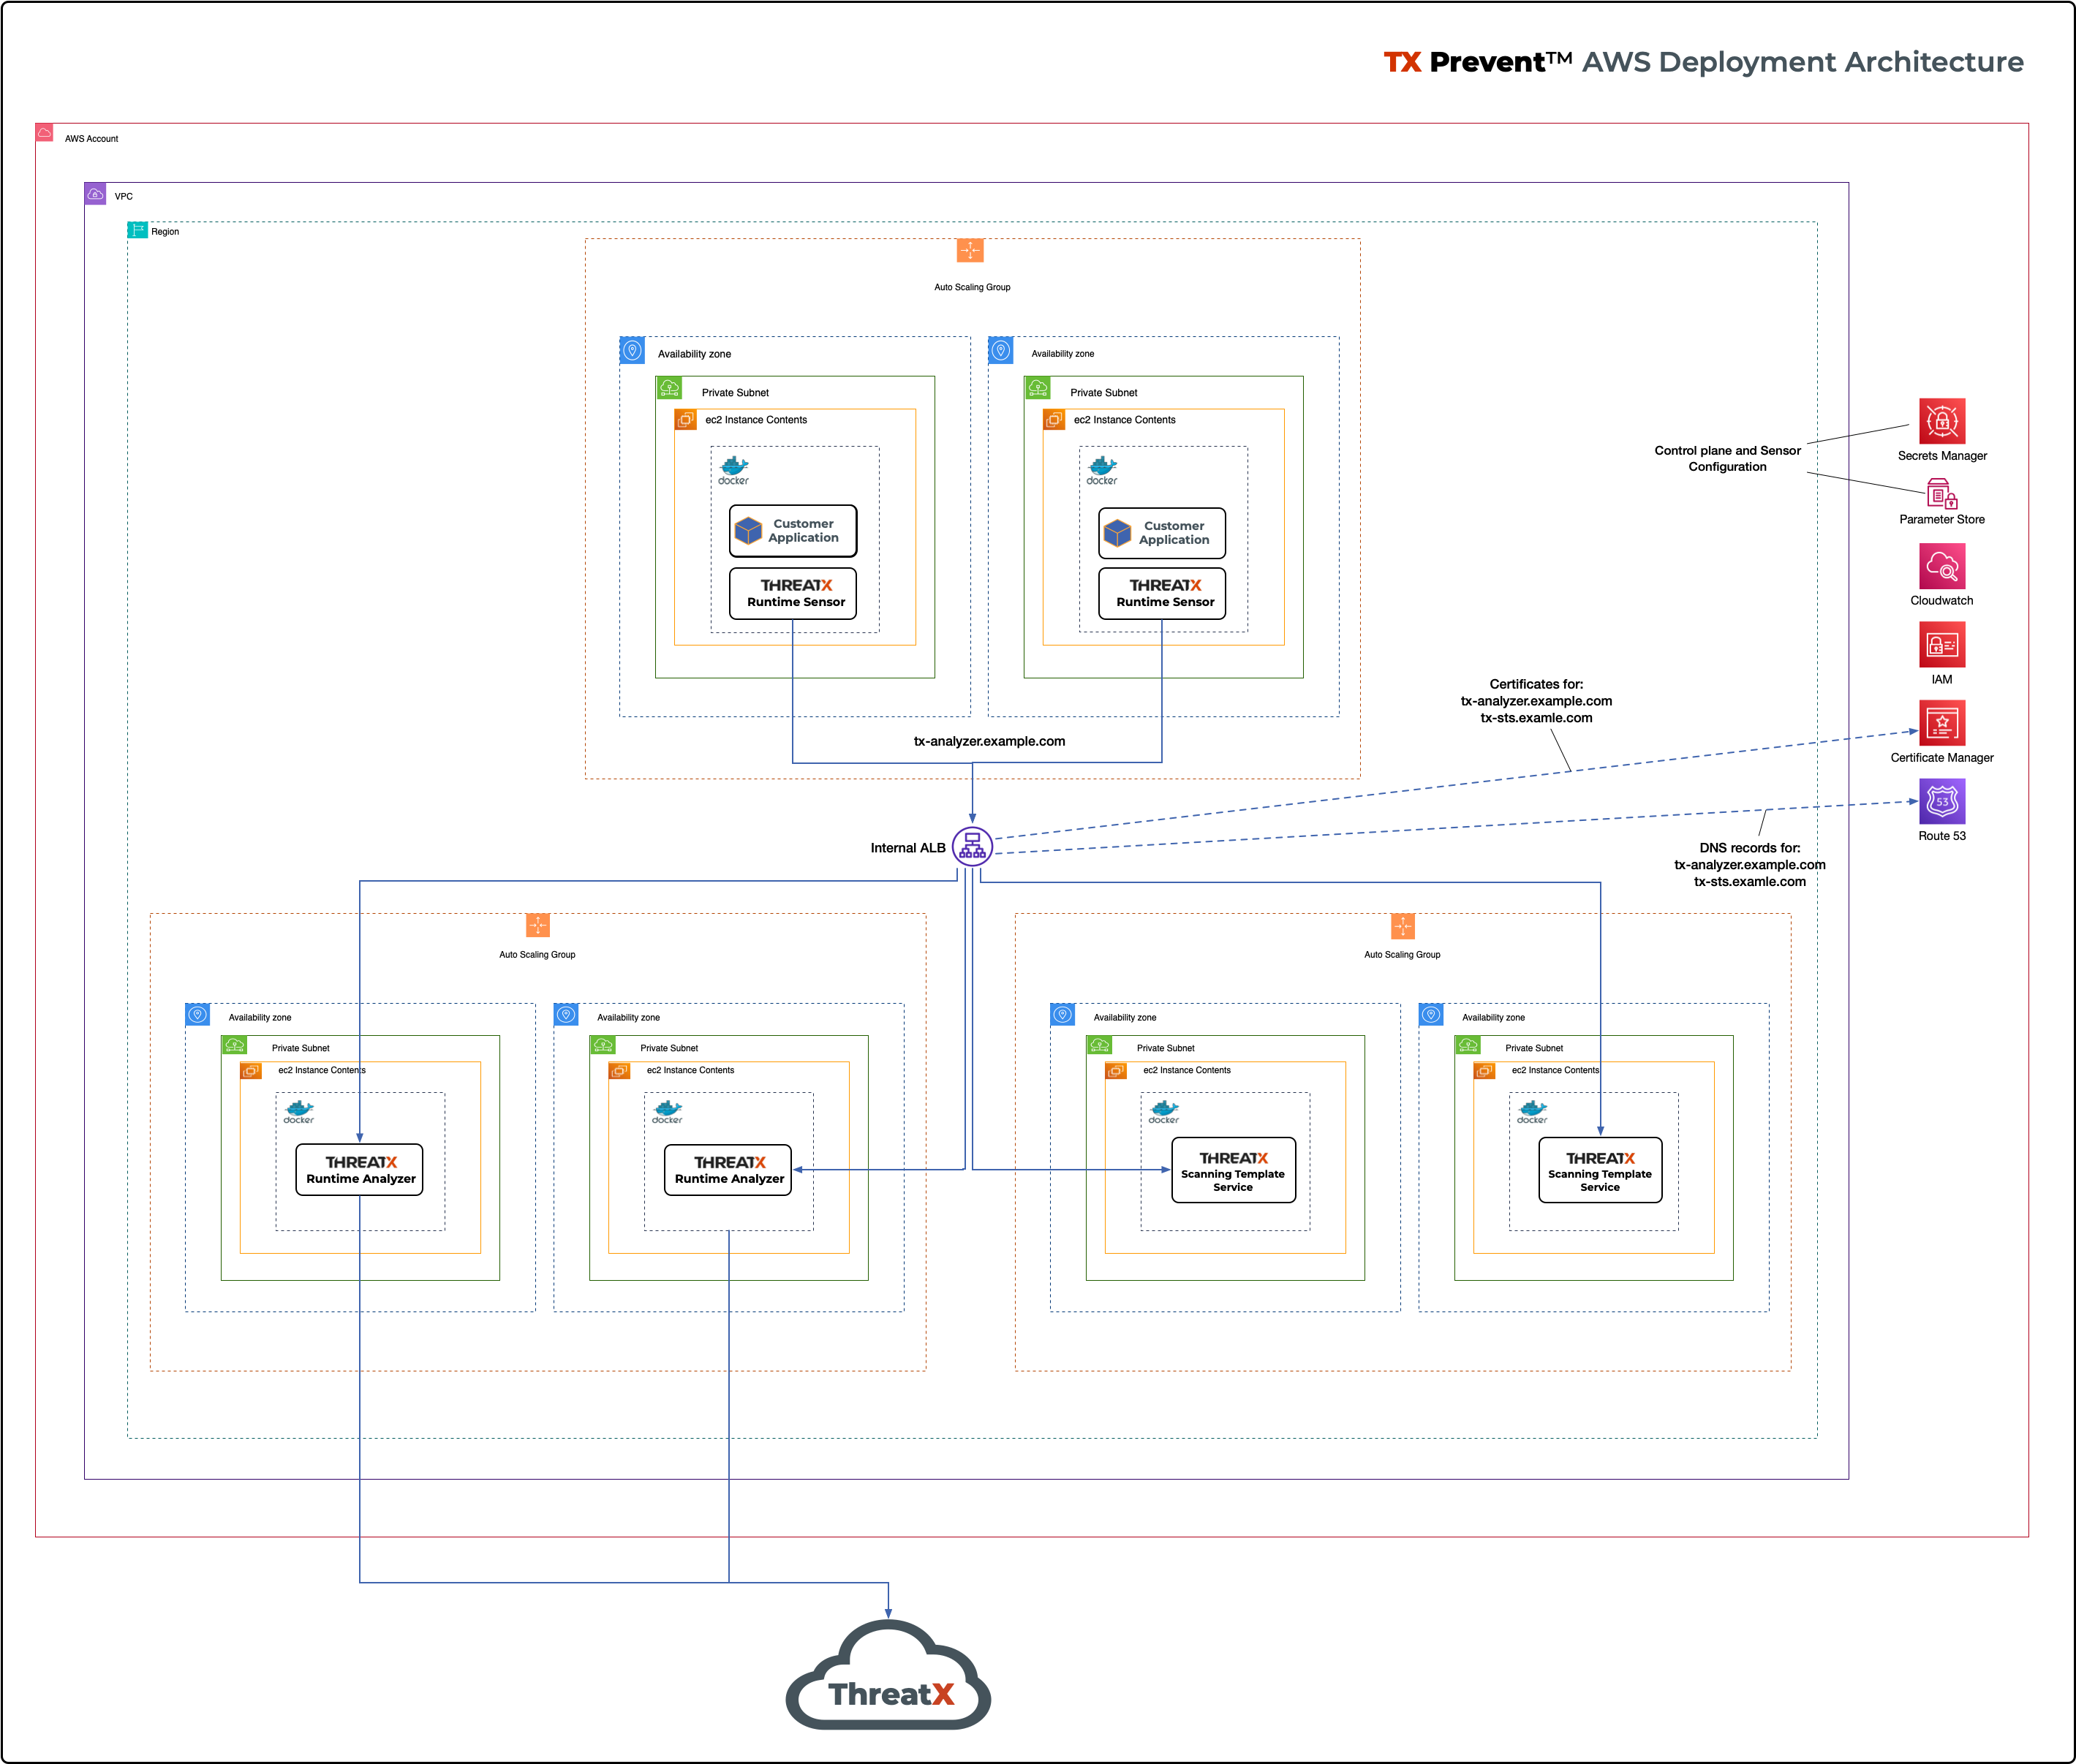 TX Prevent™ AWS Deployment Architecture
AWS Account
VPC
Region
Auto Scaling Group
Availability zone
Private Subnet
ec2 Instance Contents
docker
Customer
Application
THREATX
Runtime Sensor
Availability zone
Private Subnet
ec2 Instance Contents
docker
Customer
Application
THREATX
Runtime Sensor
tx-analyzer.example.com
Control plane and Sensor
Configuration
Secrets Manager
Parameter Store
Cloudwatch
IAM
Certificate Manager
53
Route 53
Certificates for:
tx-analyzer.example.com
tx-sts.examle.com
Internal ALB
DNS records for:
tx-analyzer.example.com
tx-sts.examle.com
Auto Scaling Group
Availability zone
Private Subnet
ec2 Instance Contents
docker
THREATX
Runtime Analyzer
Availability zone
Private Subnet
ec2 Instance Contents
docker
THREATX
Runtime Analyzer
Auto Scaling Group
Availability zone
Private Subnet
ec2 Instance Contents
docker
THREATX
Scanning Template
Service
Availability zone
Private Subnet
ec2 Instance Contents
docker
THREATX
Scanning Template
Service
ThreatX